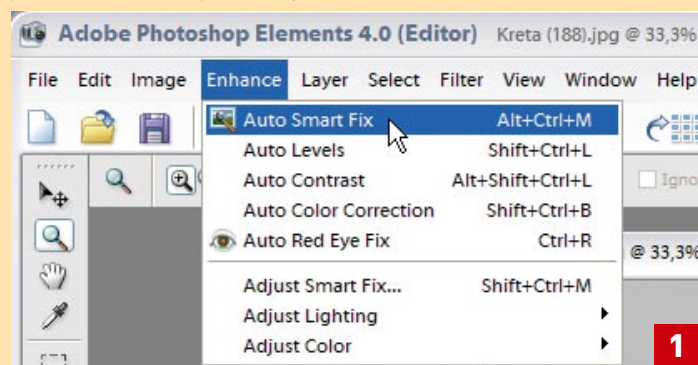 Adobe Photoshop Elements 4.0 (Editor) Kreta (188).jpg @ 33,3%
File Edit Image Enhance Layer Select Filter View Window Help
Auto Smart Fix Alt+Ctrl+M
Auto Levels Shift+Ctrl+L
Auto Contrast Alt+Shift+Ctrl+L
Auto Color Correction Shift+Ctrl+B
Auto Red Eye Fix Ctrl+R
@ 33,3%
Adjust Smart Fix... Shift+Ctrl+M
Adjust Lighting
Adjust Color
1